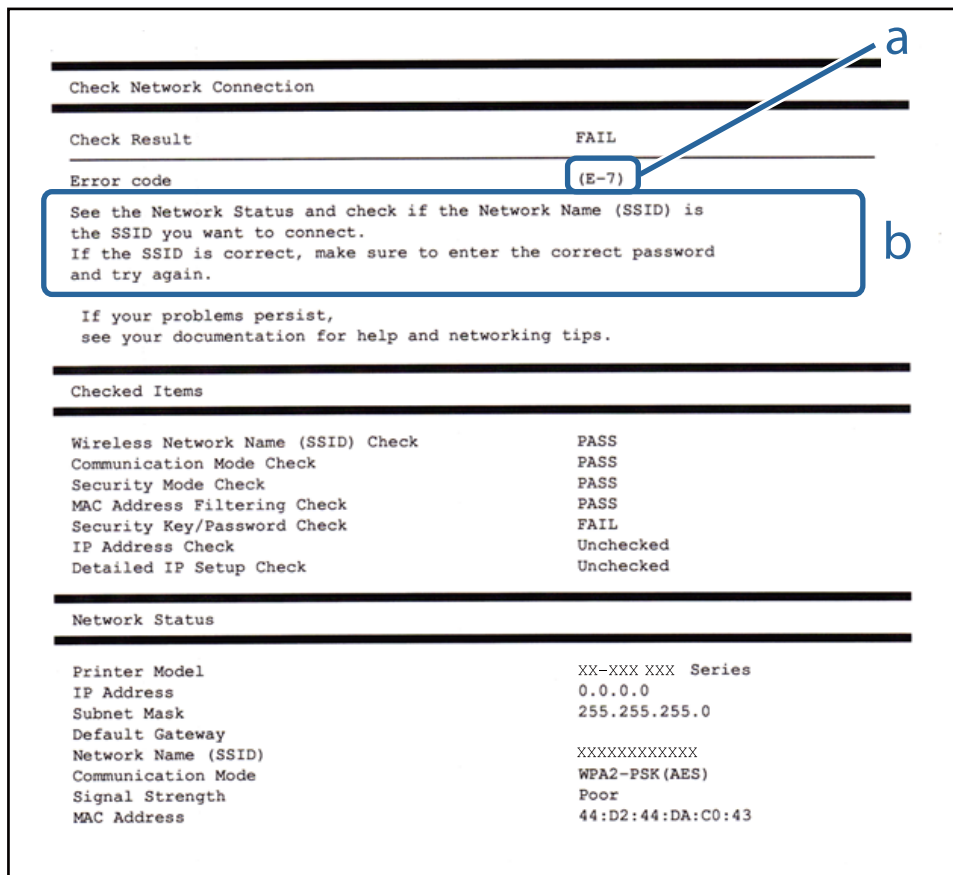 a
Check Network Connection
Check Result FAIL
Error code (E-7)
See the Network Status and check if the Network Name (SSID) is
the SSID you want to connect.
If the SSID is correct, make sure to enter the correct password
and try again.
b
If your problems persist,
see your documentation for help and networking tips.
Checked Items
Wireless Network Name (SSID) Check PASS
Communication Mode Check PASS
Security Mode Check PASS
MAC Address Filtering Check PASS
Security Key/Password Check FAIL
IP Address Check Unchecked
Detailed IP Setup Check Unchecked
Network Status
Printer Model XX-XXX XXX Series
IP Address 0.0.0.0
Subnet Mask 255.255.255.0
Default Gateway
Network Name (SSID) XXXXXXXXXXXX
Communication Mode WPA2-PSK(AES)
Signal Strength Poor
MAC Address 44:D2:44:DA:C0:43